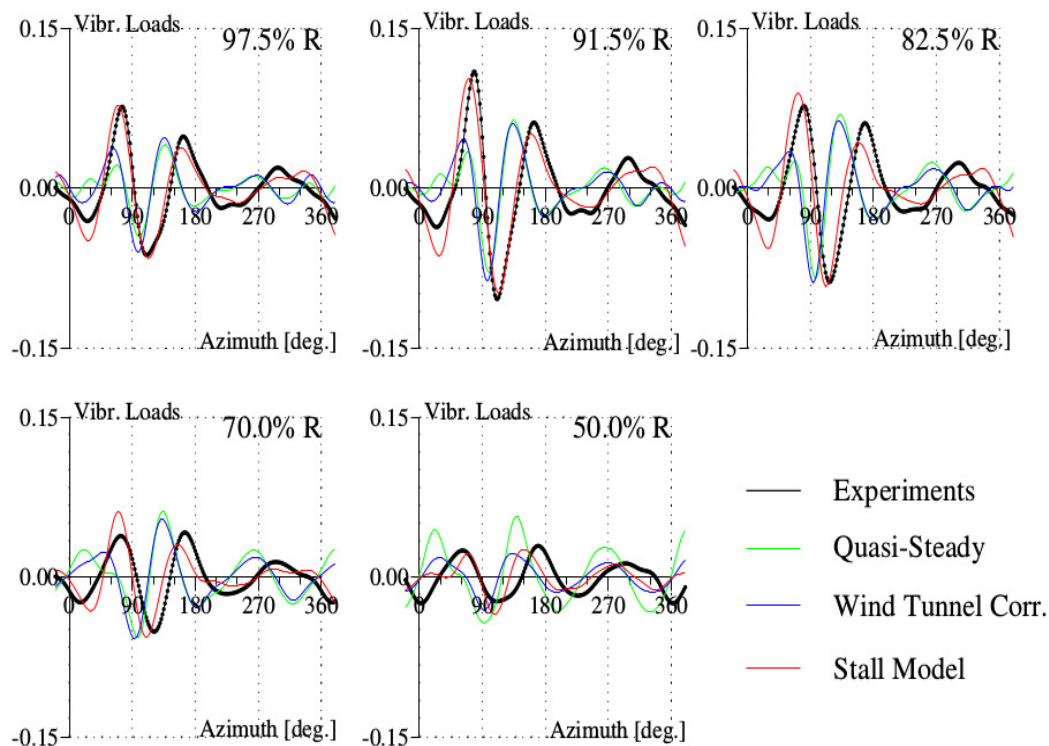 0.15 Vibr. Loads 97.5% R
0.00
0 90 180 270 360
-0.15 Azimuth [deg.]
0.15 Vibr. Loads 91.5% R
0.00
0 90 180 270 360
-0.15 Azimuth [deg.]
0.15 Vibr. Loads 82.5% R
0.00
0 90 180 270 360
-0.15 Azimuth [deg.]
0.15 Vibr. Loads 70.0% R
0.00
0 90 180 270 360
-0.15 Azimuth [deg.]
0.15 Vibr. Loads 50.0% R
0.00
0 90 180 270 360
-0.15 Azimuth [deg.]
Experiments
Quasi-Steady
Wind Tunnel Corr.
Stall Model